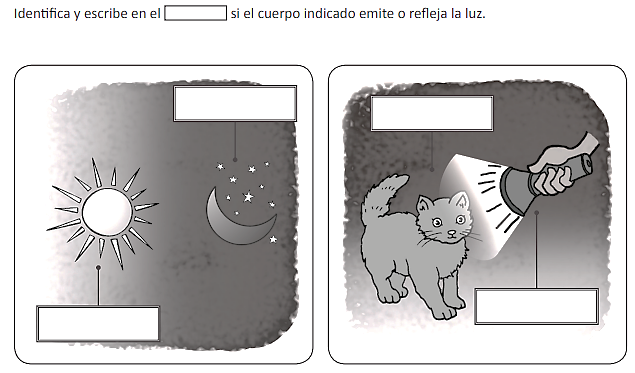 Identifica y escribe en el si el cuerpo indicado emite o refleja la luz.